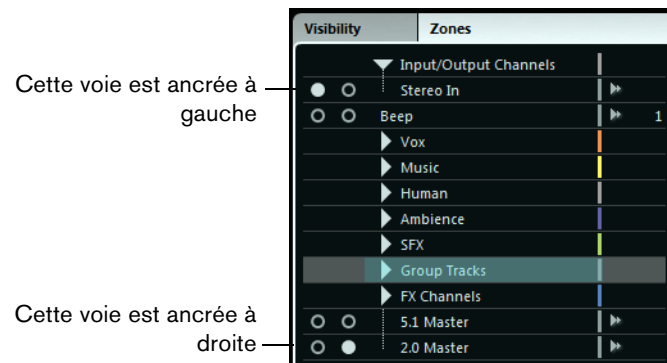 Visibility Zones
Input/Output Channels
Cette voie est ancrée à
gauche
Stereo In
Beep 1
Vox
Music
Human
Ambience
SFX
Group Tracks
FX Channels
Cette voie est ancrée à
droite
5.1 Master
2.0 Master